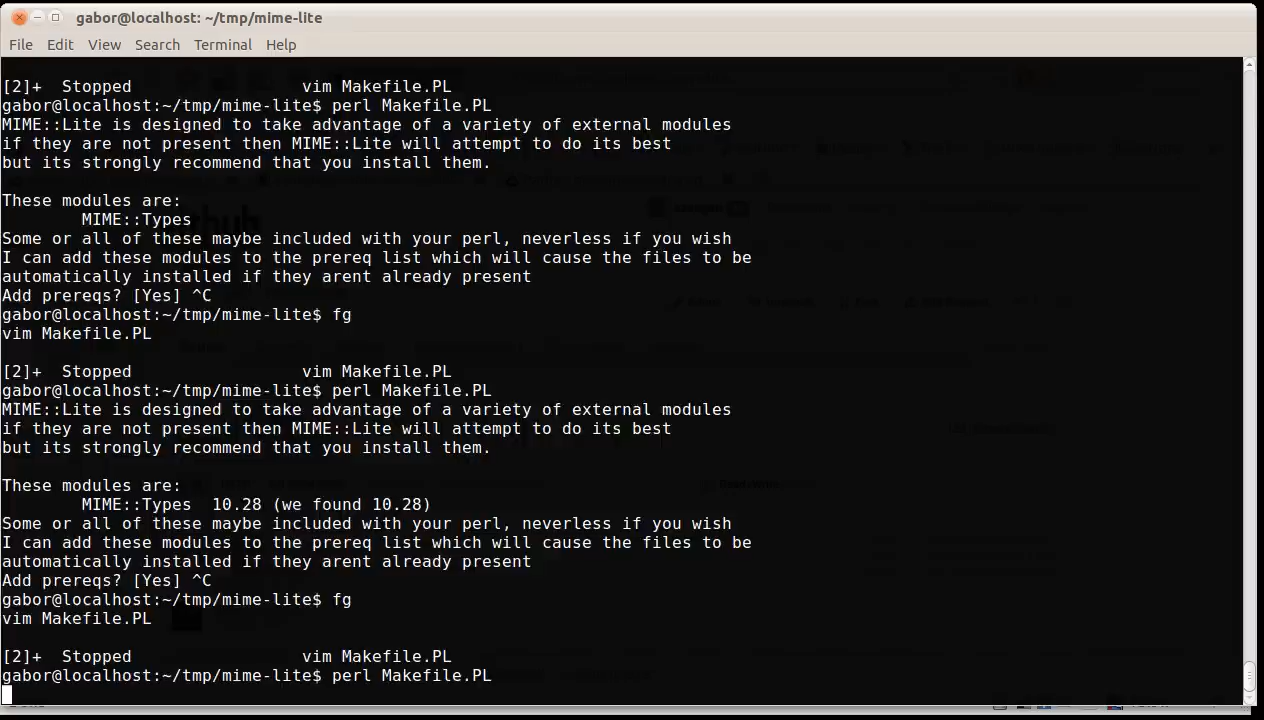 gabor@localhost: ~/tmp/mime-lite
File Edit View Search Terminal Help
[2]+  Stopped                 vim Makefile.PL
gabor@localhost:~/tmp/mime-lite$ perl Makefile.PL
MIME::Lite is designed to take advantage of a variety of external modules
if they are not present then MIME::Lite will attempt to do its best
but its strongly recommend that you install them.
These modules are:
        MIME::Types
Some or all of these maybe included with your perl, neverless if you wish
I can add these modules to the prereq list which will cause the files to be
automatically installed if they arent already present
Add prereqs? [Yes] ^C
gabor@localhost:~/tmp/mime-lite$ fg
vim Makefile.PL
[2]+  Stopped                 vim Makefile.PL
gabor@localhost:~/tmp/mime-lite$ perl Makefile.PL
MIME::Lite is designed to take advantage of a variety of external modules
if they are not present then MIME::Lite will attempt to do its best
but its strongly recommend that you install them.
These modules are:
        MIME::Types  10.28 (we found 10.28)
Some or all of these maybe included with your perl, neverless if you wish
I can add these modules to the prereq list which will cause the files to be
automatically installed if they arent already present
Add prereqs? [Yes] ^C
gabor@localhost:~/tmp/mime-lite$ fg
vim Makefile.PL
[2]+  Stopped                 vim Makefile.PL
gabor@localhost:~/tmp/mime-lite$ perl Makefile.PL